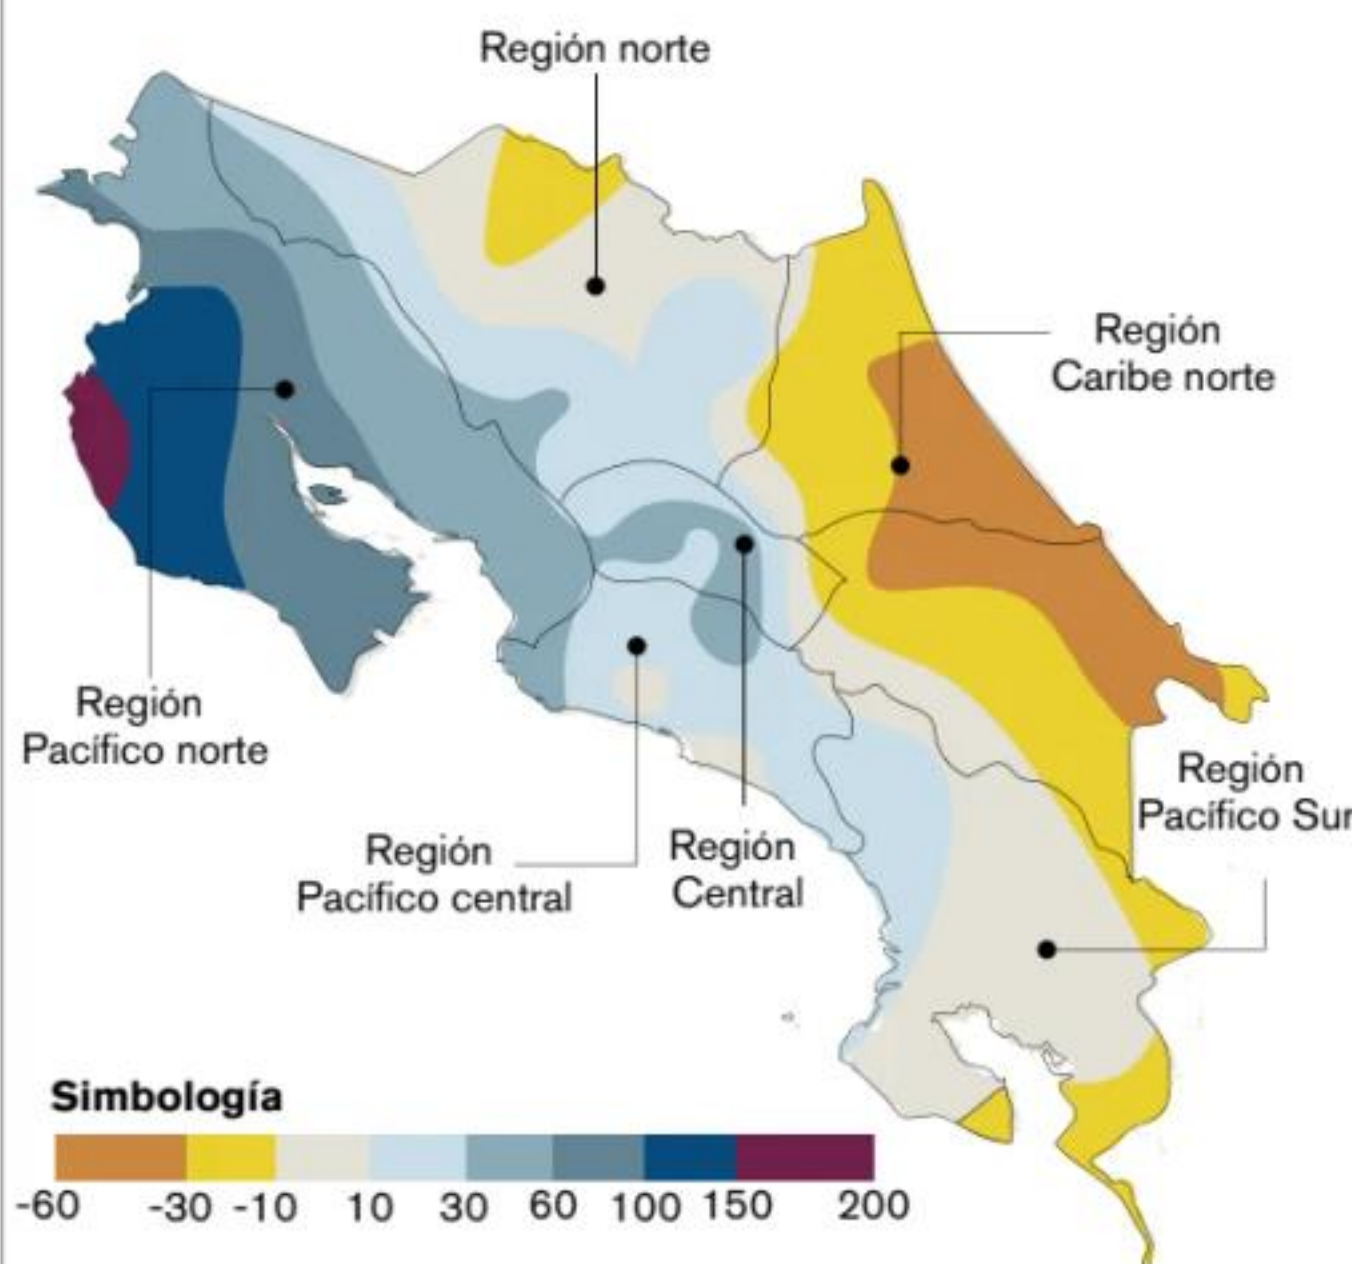 Región norte
Región
Caribe norte
Región
Pacífico norte
Región
Pacífico Sur
Región
Pacífico central
Región
Central
Simbología
-60 -30 -10 10 30 60 100 150 200